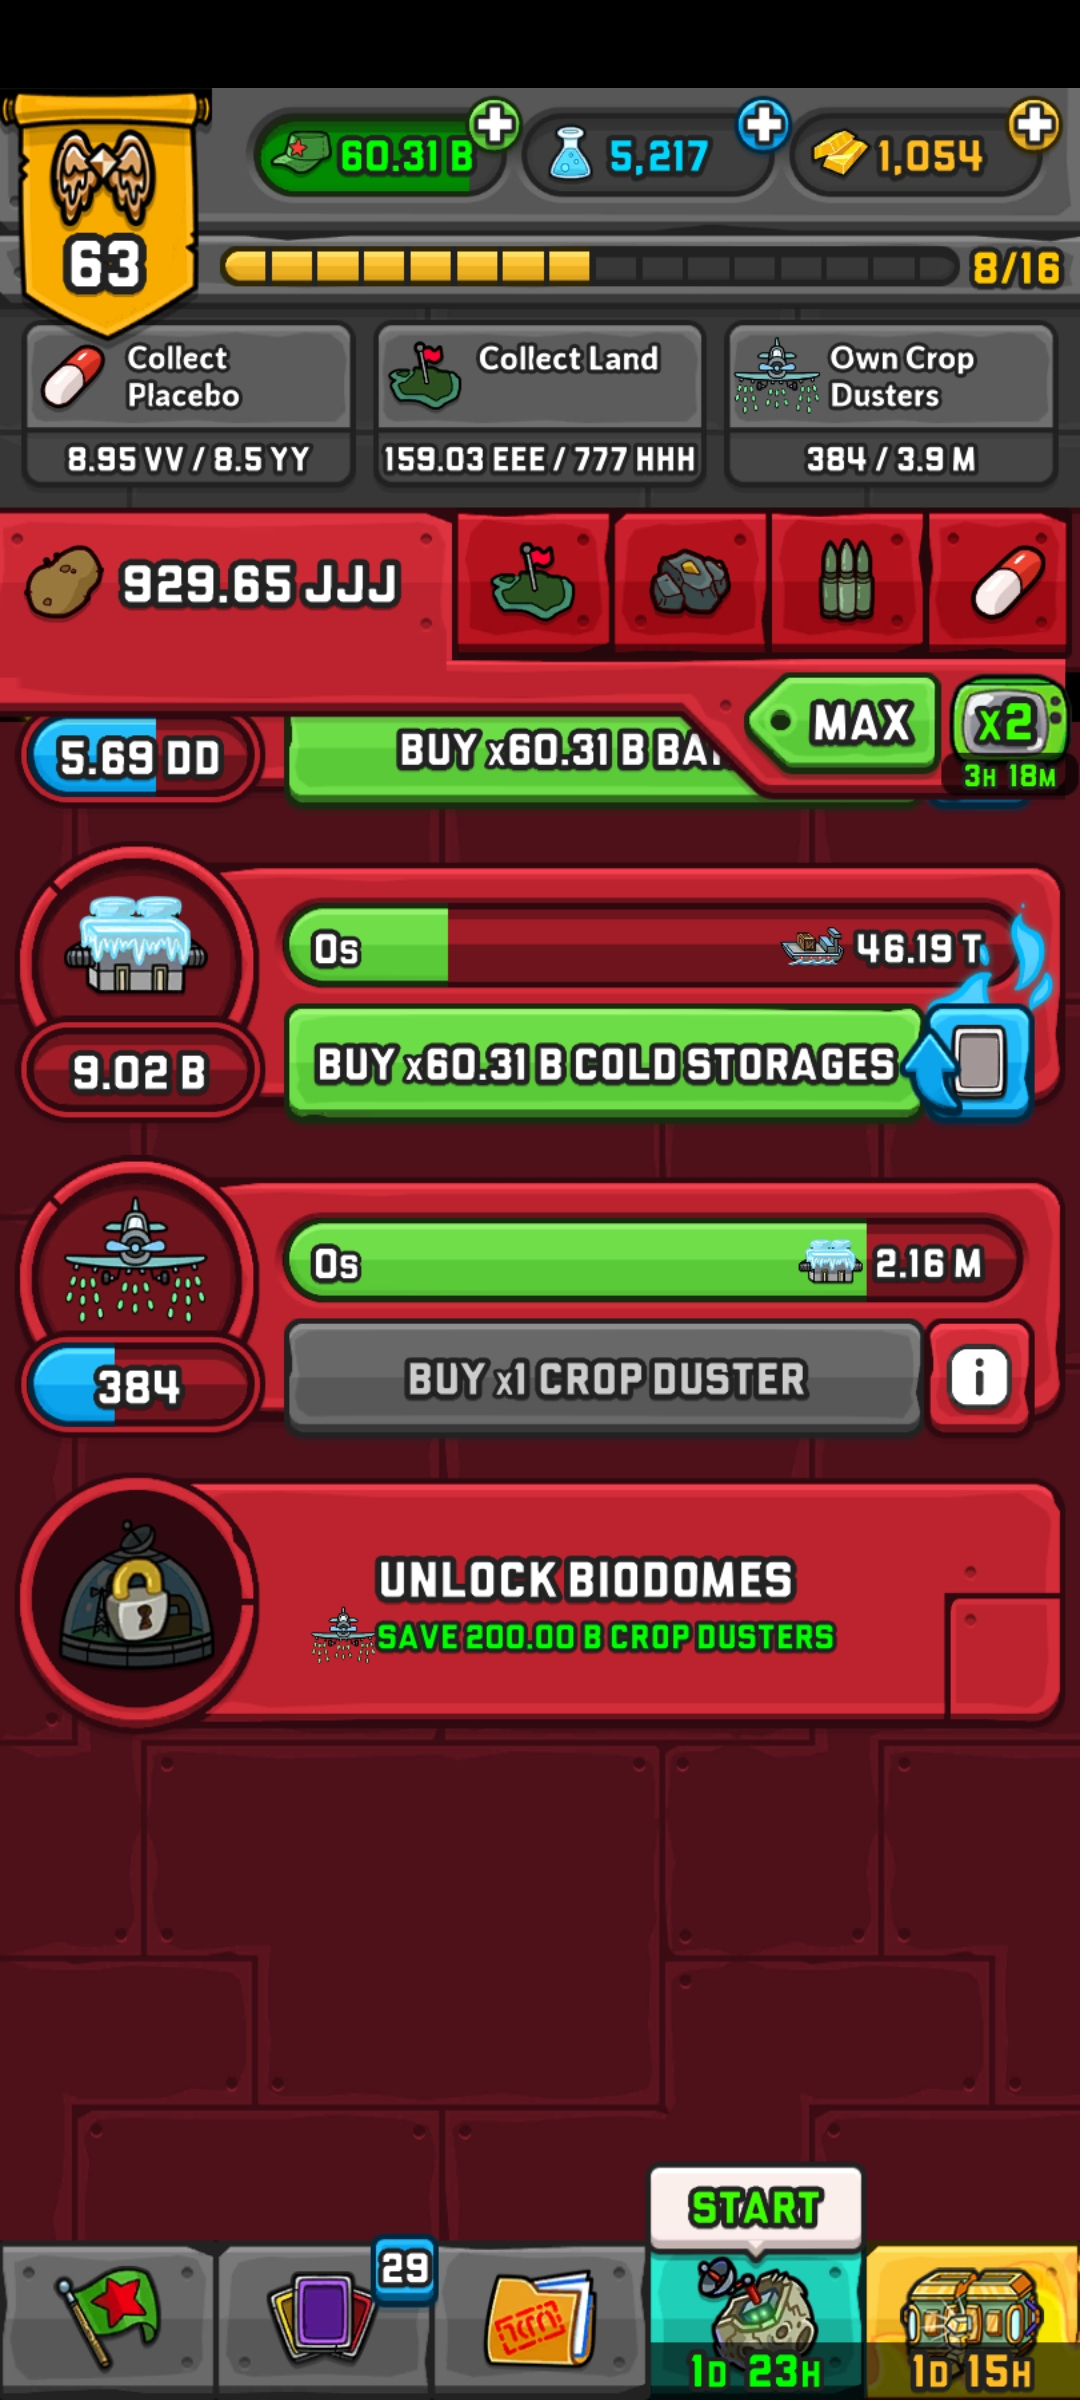 60.31 B
5,217
1,054
63
8/16
Collect
Placebo
8.95 VV / 8.5 YY
Collect Land
159.03 EEE / 777 HHH
Own Crop
Dusters
384 / 3.9 M
929.65 JJJ
MAX
x2
3H 18M
5.69 DD
BUY x60.31 B BA
0s
46.19 T
9.02 B
BUY x60.31 B COLD STORAGES
0s
2.16 M
384
BUY x1 CROP DUSTER
i
UNLOCK BIODOMES
SAVE 200.00 B CROP DUSTERS
START
29
1D 23H
1D 15H